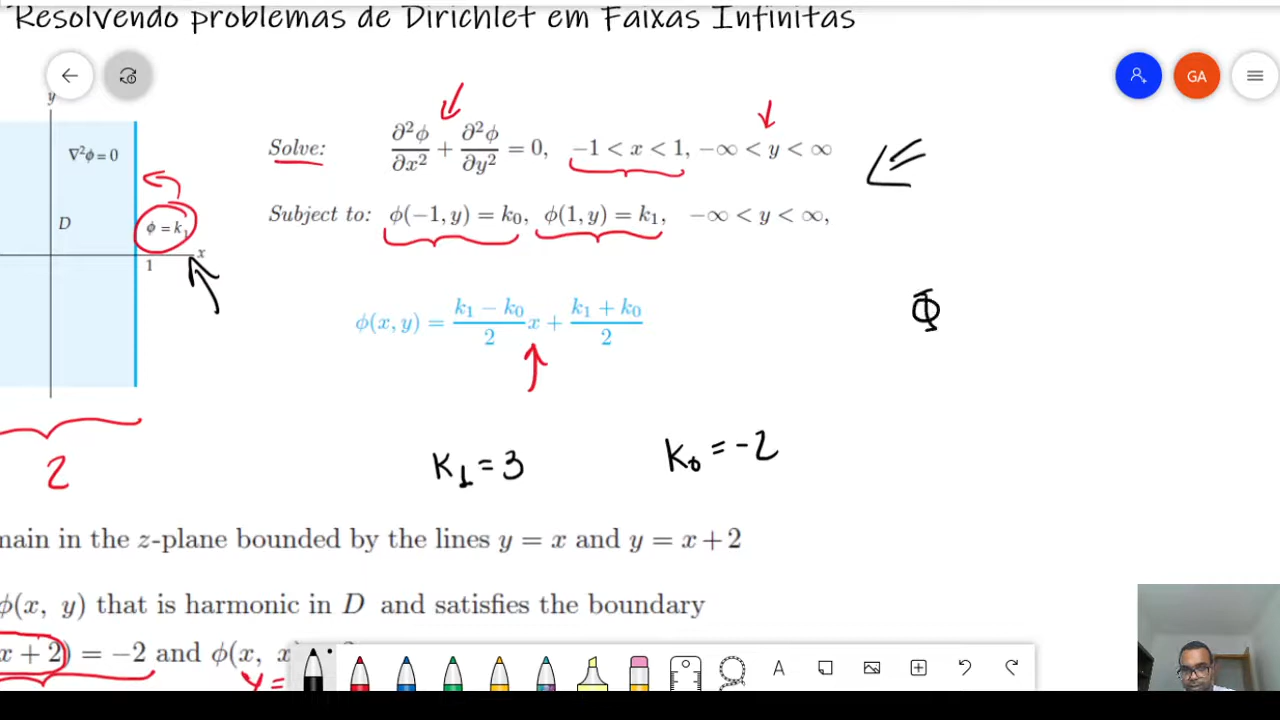 Resolvendo problemas de Dirichlet em Faixas Infinitas
GA
y
∇²ϕ = 0
D
ϕ = k₁
x
1
2
Solve: ∂²ϕ/∂x² + ∂²ϕ/∂y² = 0, −1 < x < 1, −∞ < y < ∞
Subject to: ϕ(−1, y) = k₀, ϕ(1, y) = k₁, −∞ < y < ∞,
ϕ(x, y) = (k₁ − k₀)/2 x + (k₁ + k₀)/2
Φ
K₁ = 3
K₀ = -2
main in the z-plane bounded by the lines y = x and y = x + 2
ϕ(x, y) that is harmonic in D and satisfies the boundary
x + 2) = −2 and ϕ(x, x
y =
A